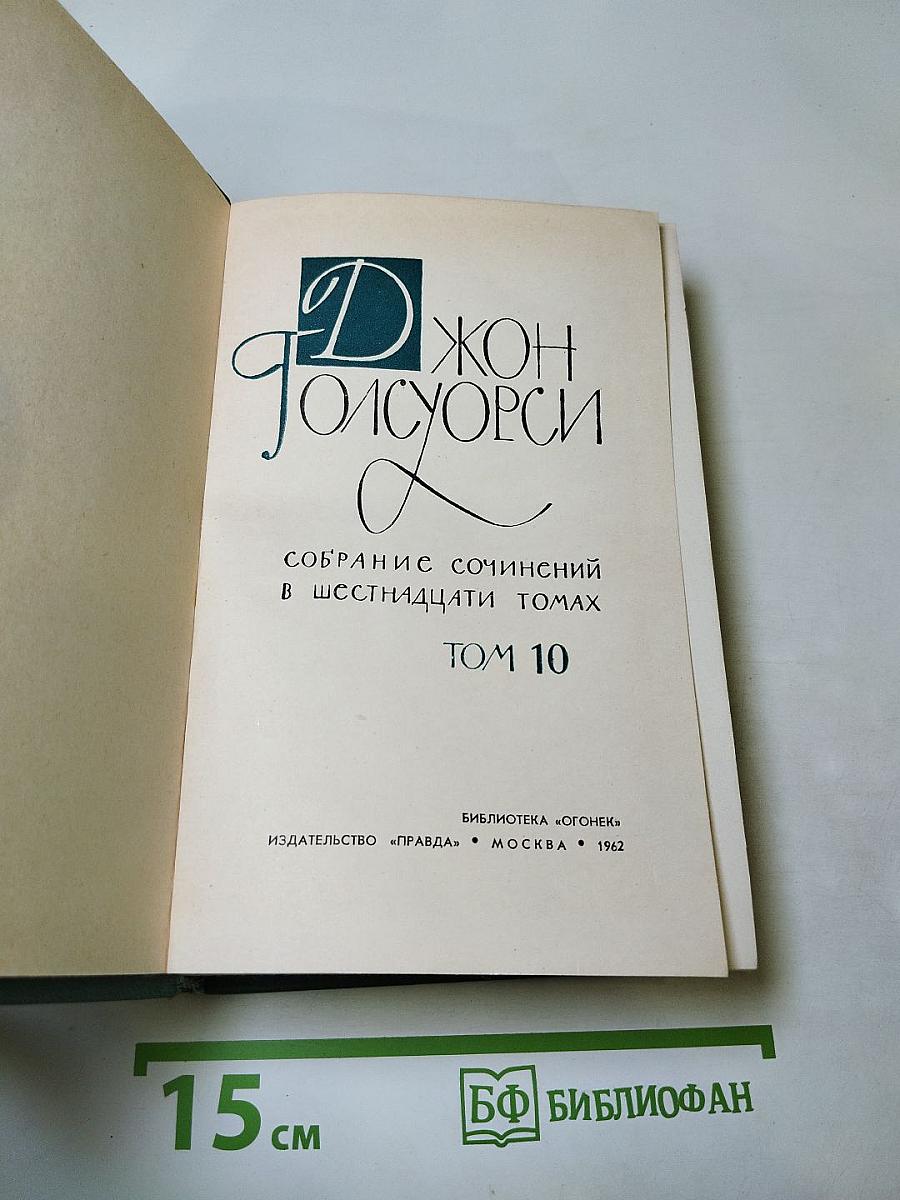 ДЖОН
ГОЛСУОРСИ
СОБРАНИЕ СОЧИНЕНИЙ
В ШЕСТНАДЦАТИ ТОМАХ
ТОМ 10
БИБЛИОТЕКА «ОГОНЕК»
ИЗДАТЕЛЬСТВО «ПРАВДА» • МОСКВА • 1962
15 см
БФ БИБЛИОФАН